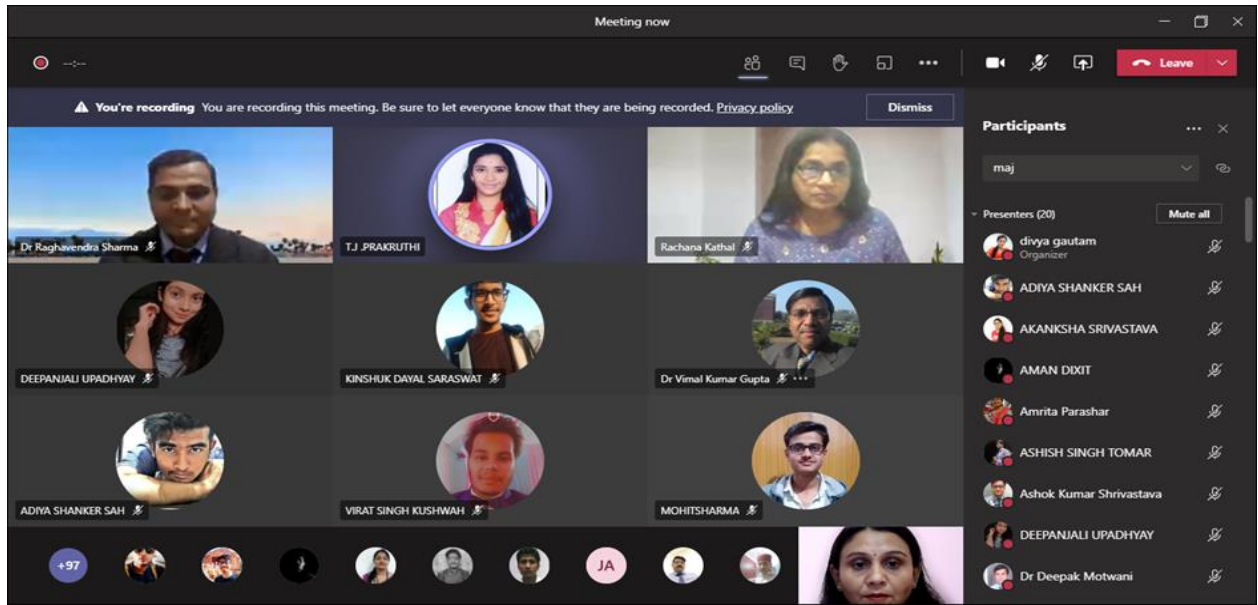 Meeting now
--:--
Leave
You're recording You are recording this meeting. Be sure to let everyone know that they are being recorded. Privacy policy
Dismiss
Dr Raghavendra Sharma
T.J .PRAKRUTHI
Rachana Kathal
DEEPANJALI UPADHYAY
KINSHUK DAYAL SARASWAT
Dr Vimal Kumar Gupta
ADIYA SHANKER SAH
VIRAT SINGH KUSHWAH
MOHITSHARMA
+97
JA
Participants
maj
Presenters (20)
Mute all
divya gautam
Organizer
ADIYA SHANKER SAH
AKANKSHA SRIVASTAVA
AMAN DIXIT
Amrita Parashar
ASHISH SINGH TOMAR
Ashok Kumar Shrivastava
DEEPANJALI UPADHYAY
Dr Deepak Motwani